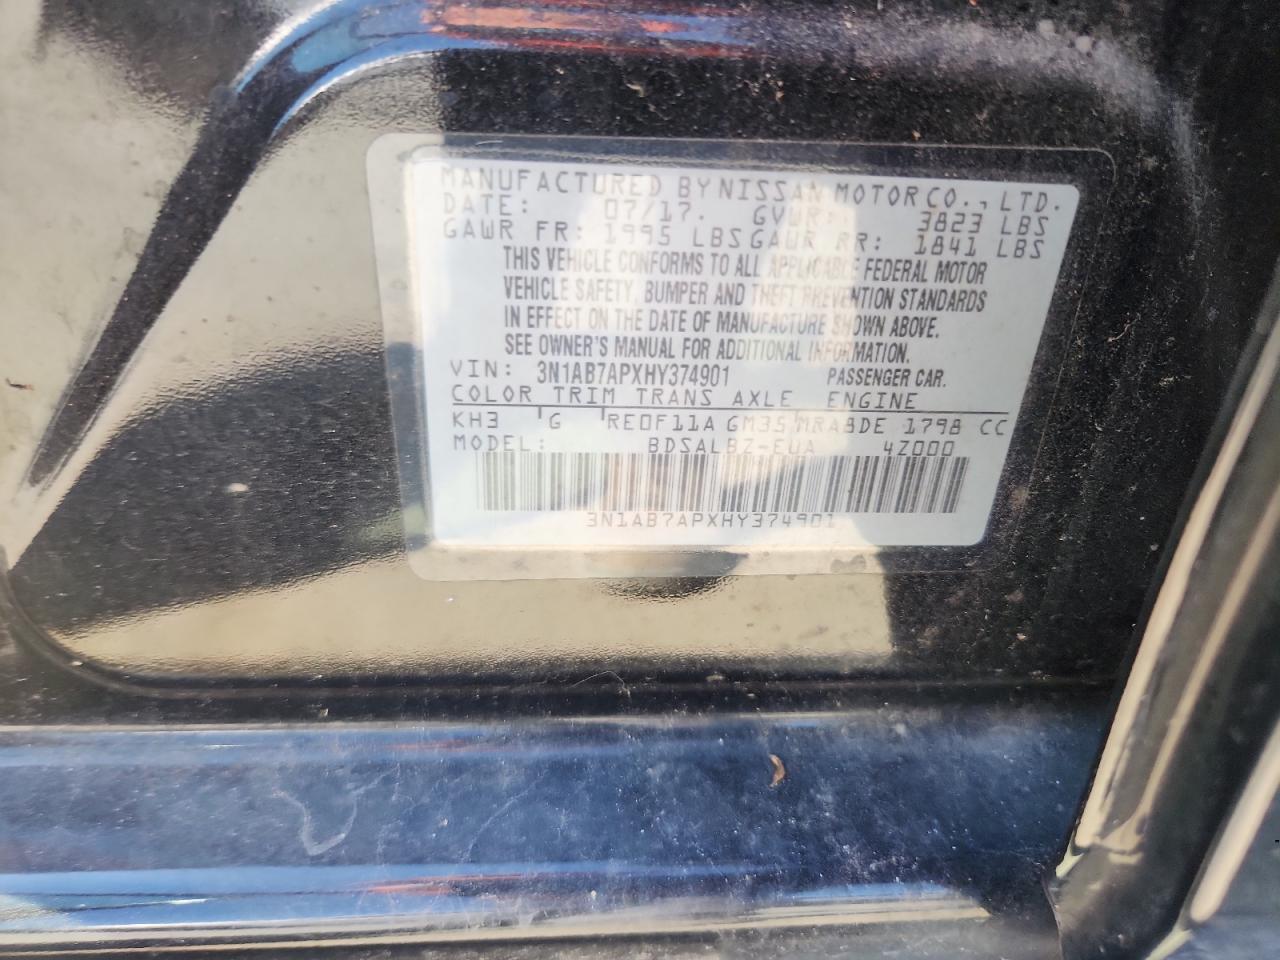 MANUFACTURED BY NISSAN MOTOR CO., LTD.
DATE: 07/17. GVWR: 3823 LBS
GAWR FR: 1995 LBS GAWR RR: 1841 LBS
THIS VEHICLE CONFORMS TO ALL APPLICABLE FEDERAL MOTOR
VEHICLE SAFETY, BUMPER AND THEFT PREVENTION STANDARDS
IN EFFECT ON THE DATE OF MANUFACTURE SHOWN ABOVE.
SEE OWNER'S MANUAL FOR ADDITIONAL INFORMATION.
VIN: 3N1AB7APXHY374901 PASSENGER CAR.
COLOR TRIM TRANS AXLE ENGINE
KH3 G RE0F11A GM35 MRA8DE 1798 CC
MODEL: BDSALBZ-EUA 4Z000
3N1AB7APXHY374901